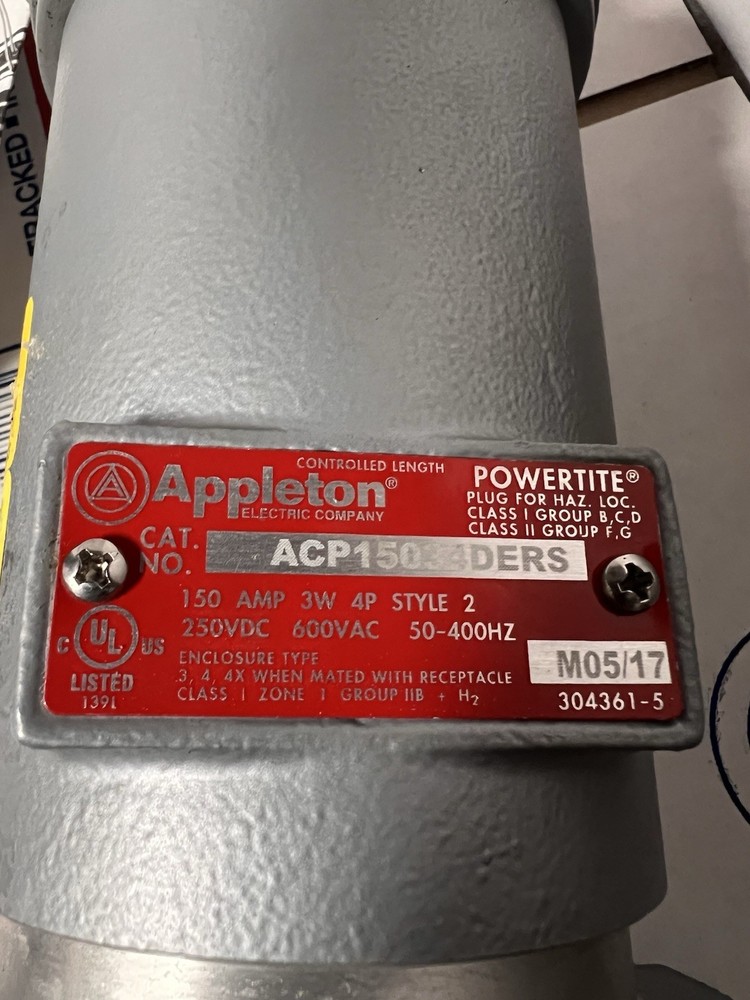 TRACKED
CONTROLLED LENGTH
Appleton®
ELECTRIC COMPANY
POWERTITE®
PLUG FOR HAZ. LOC.
CLASS I GROUP B,C,D
CLASS II GROUP F,G
CAT.
NO.
150 AMP 3W 4P STYLE 2
250VDC 600VAC 50-400HZ
C UL US
LISTED
139L
ENCLOSURE TYPE
3, 4, 4X WHEN MATED WITH RECEPTACLE
CLASS I ZONE 1 GROUP IIB + H₂
M05/17
304361-5